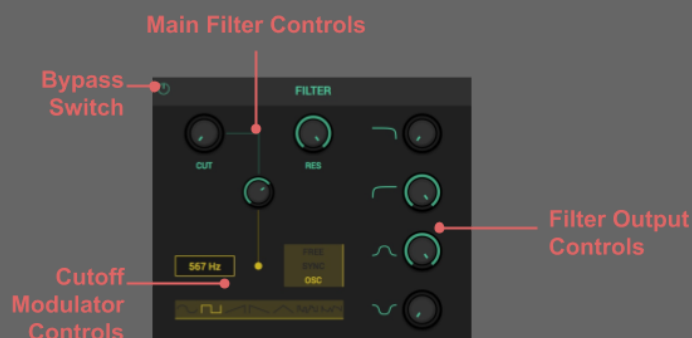 Main Filter Controls
Bypass
Switch
FILTER
CUT
RES
Filter Output
Controls
567 Hz
FREE
SYNC
OSC
Cutoff
Modulator
Controls